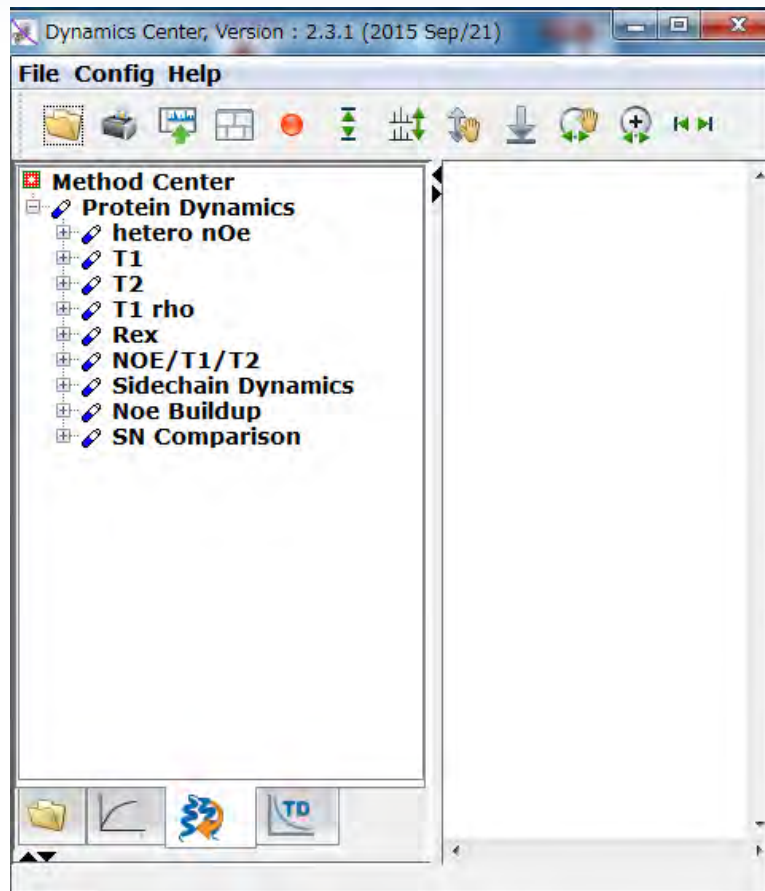 Dynamics Center, Version : 2.3.1 (2015 Sep/21)
File Config Help
Method Center
Protein Dynamics
hetero nOe
T1
T2
T1 rho
Rex
NOE/T1/T2
Sidechain Dynamics
Noe Buildup
SN Comparison
TD